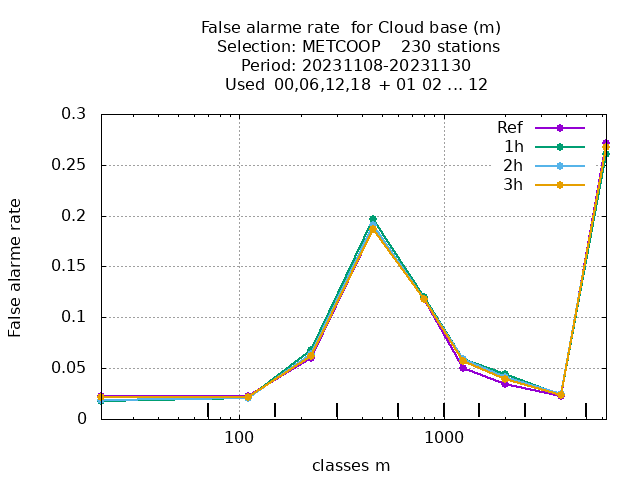 False alarme rate  for Cloud base (m)
Selection: METCOOP    230 stations
Period: 20231108-20231130
Used  00,06,12,18 + 01 02 ... 12
Ref
1h
2h
3h
0.3
0.25
0.2
0.15
0.1
0.05
0
False alarme rate
100
1000
classes m